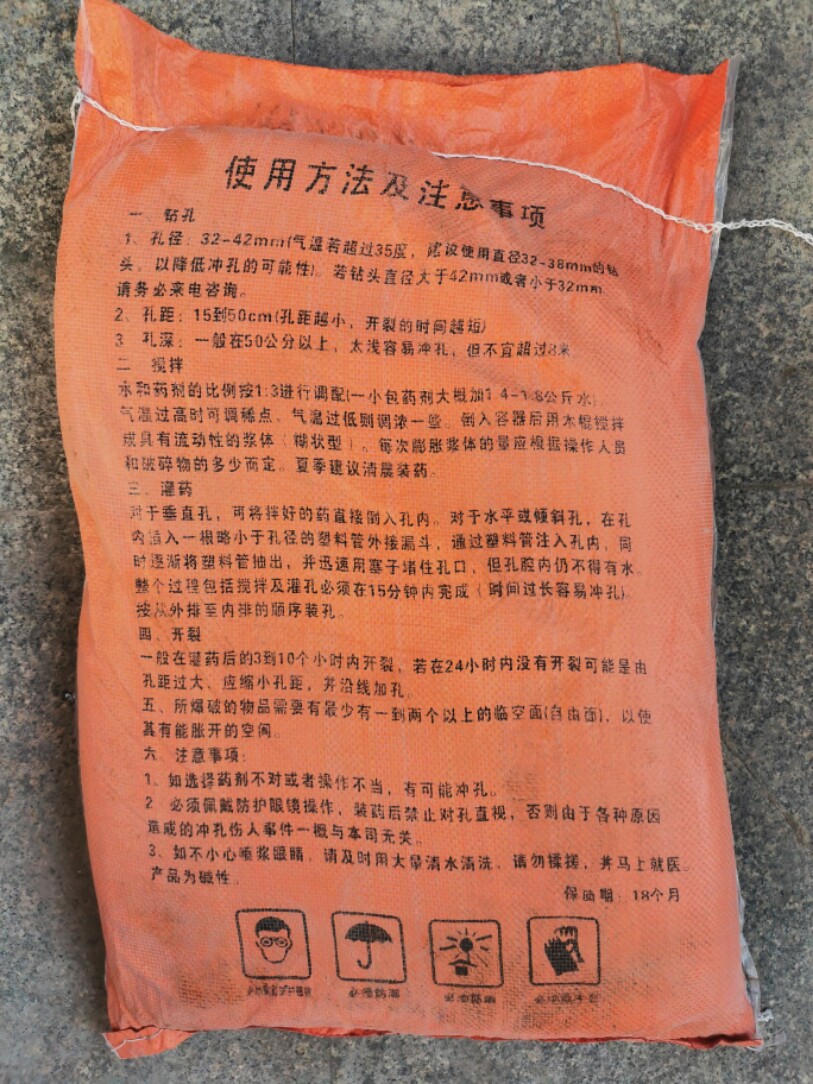 使用方法及注意事项
一、钻孔
1、孔径：32-42mm(气温若超过35度，建议使用直径32-38mm的钻
头，以降低冲孔的可能性)。若钻头直径大于42mm或者小于32mm
请务必来电咨询。
2、孔距：15到50cm(孔距越小，开裂的时间越短)
3、孔深：一般在50公分以上，太浅容易冲孔，但不宜超过8米
二、搅拌
水和药剂的比例按1:3进行调配(一小包药剂大概加1.4-1.8公斤水)。
气温过高时可调稀点、气温过低则调浓一些。倒入容器后用木棍搅拌
成具有流动性的浆体（糊状型）。每次膨胀浆体的量应根据操作人员
和破碎物的多少而定。夏季建议清晨装药。
三、灌药
对于垂直孔，可将拌好的药直接倒入孔内。对于水平或倾斜孔，在孔
内插入一根略小于孔径的塑料管外接漏斗，通过塑料管注入孔内，同
时逐渐将塑料管抽出，并迅速用塞子堵住孔口，但孔腔内仍不得有水。
整个过程包括搅拌及灌孔必须在15分钟内完成（时间过长容易冲孔)。
按从外排至内排的顺序装孔。
四、开裂
一般在灌药后的3到10个小时内开裂，若在24小时内没有开裂可能是由
孔距过大、应缩小孔距，并沿线加孔。
五、所爆破的物品需要有最少有一到两个以上的临空面(自由面)，以使
其有能胀开的空间。
六、注意事项：
1、如选择药剂不对或者操作不当，有可能冲孔。
2、必须佩戴防护眼镜操作，装药后禁止对孔直视，否则由于各种原因
造成的冲孔伤人事件一概与本司无关。
3、如不小心喷浆眼睛，请及时用大量清水清洗，请勿揉搓，并马上就医。
产品为碱性。
保质期：18个月